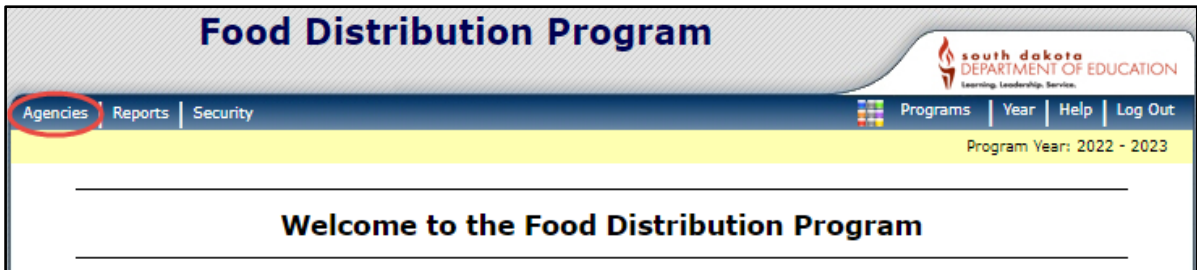 Food Distribution Program
south dakota
DEPARTMENT OF EDUCATION
Learning. Leadership. Service.
Agencies | Reports | Security Programs | Year | Help | Log Out
Program Year: 2022 - 2023
Welcome to the Food Distribution Program